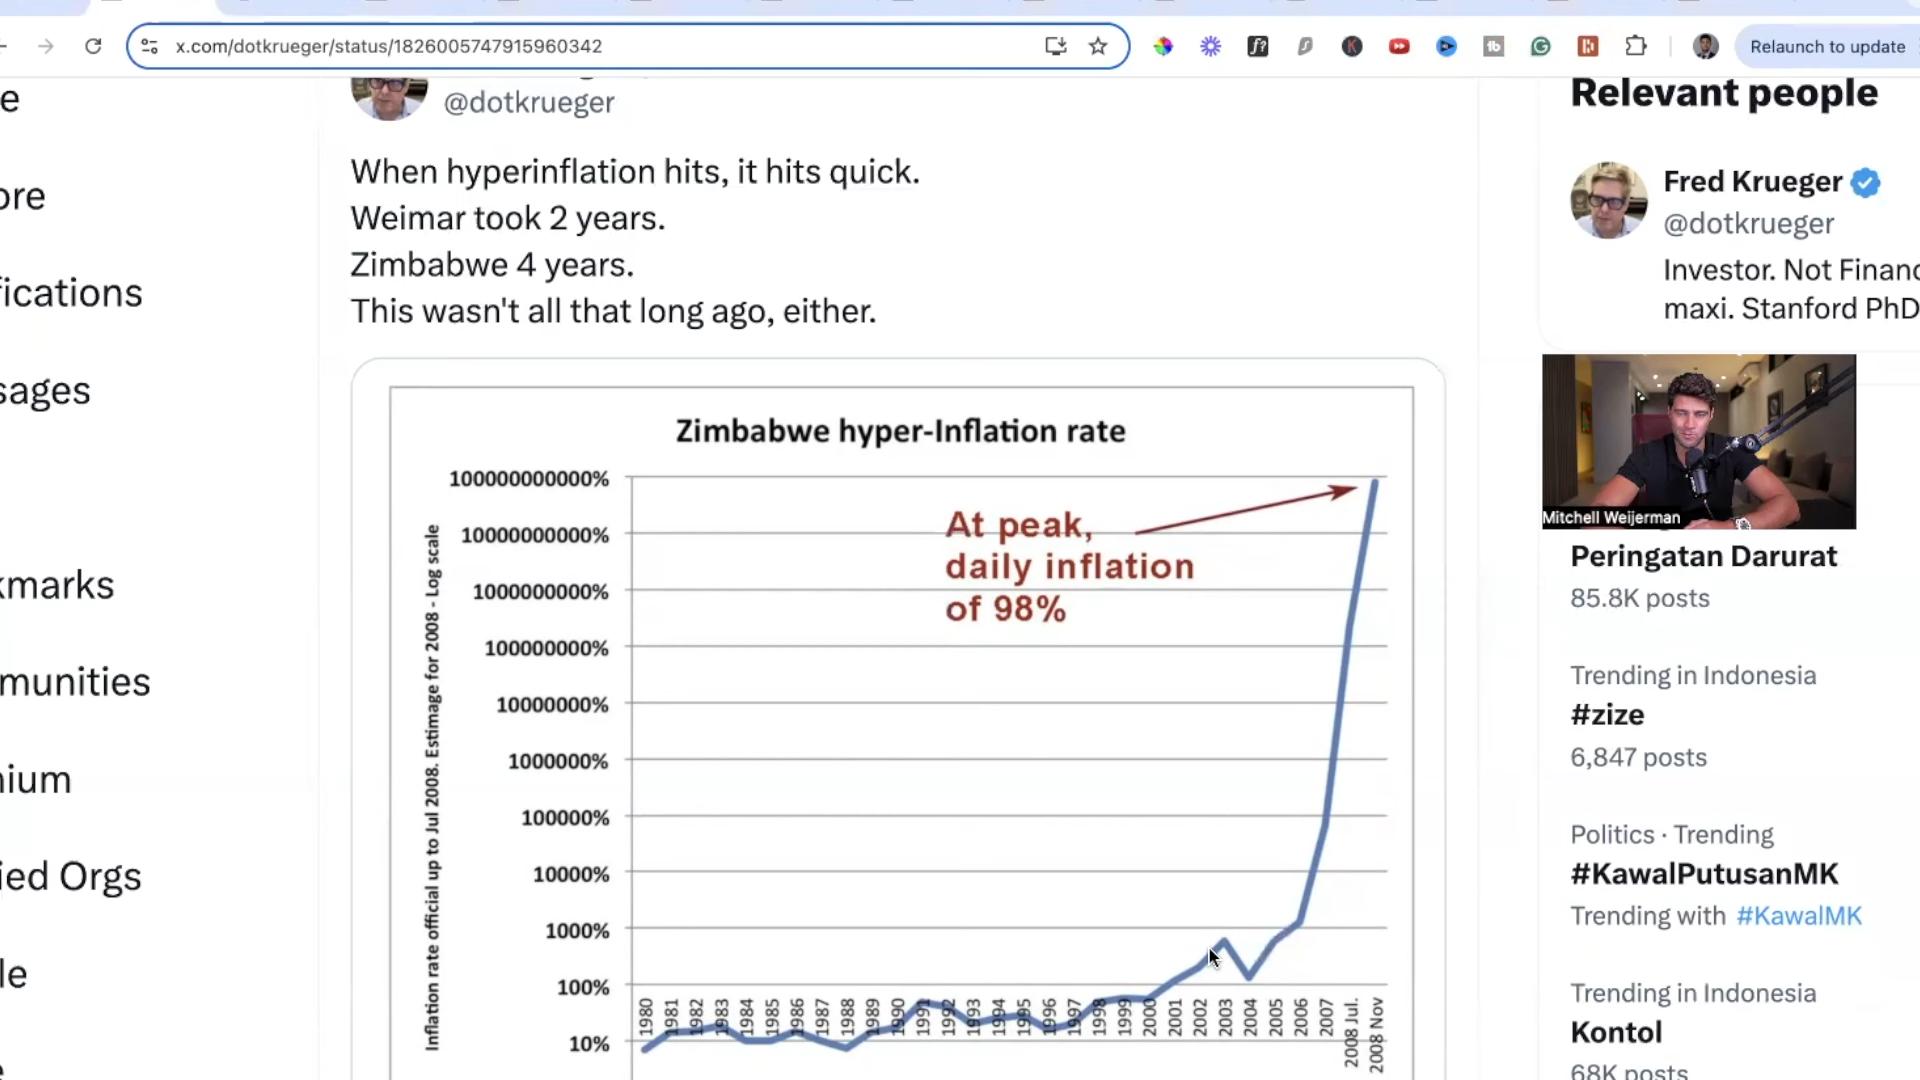 x.com/dotkrueger/status/1826005747915960342
Relaunch to update
@dotkrueger
When hyperinflation hits, it hits quick.
Weimar took 2 years.
Zimbabwe 4 years.
This wasn't all that long ago, either.
Zimbabwe hyper-Inflation rate
Inflation rate official up to Jul 2008. Estimage for 2008 - Log scale
100000000000%
10000000000%
1000000000%
100000000%
10000000%
1000000%
100000%
10000%
1000%
100%
10%
At peak,
daily inflation
of 98%
1980
1981
1982
1983
1984
1985
1986
1987
1988
1989
1990
1991
1992
1993
1994
1995
1996
1997
1998
1999
2000
2001
2002
2003
2004
2005
2006
2007
2008 Jul.
2008 Nov
e
ore
fications
sages
kmarks
munities
nium
ied Orgs
le
Relevant people
Fred Krueger
@dotkrueger
Investor. Not Financ
maxi. Stanford PhD
Mitchell Weijerman
Peringatan Darurat
85.8K posts
Trending in Indonesia
#zize
6,847 posts
Politics · Trending
#KawalPutusanMK
Trending with #KawalMK
Trending in Indonesia
Kontol
68K posts